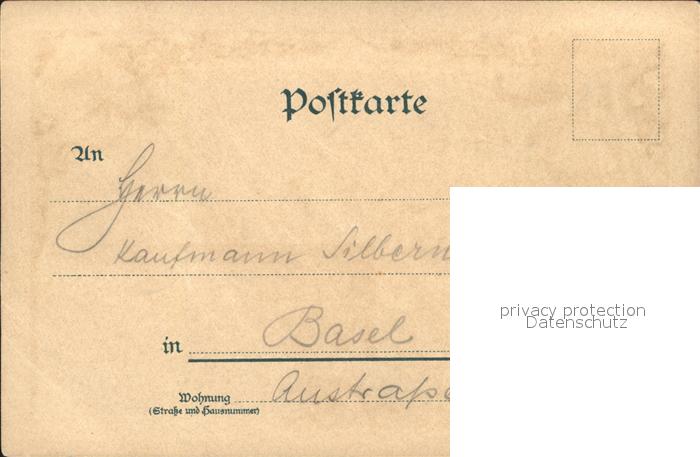 Postkarte
An
Herrn
Kaufmann Silbern
in Basel
Wohnung Austraße
(Straße und Hausnummer)
privacy protection
Datenschutz